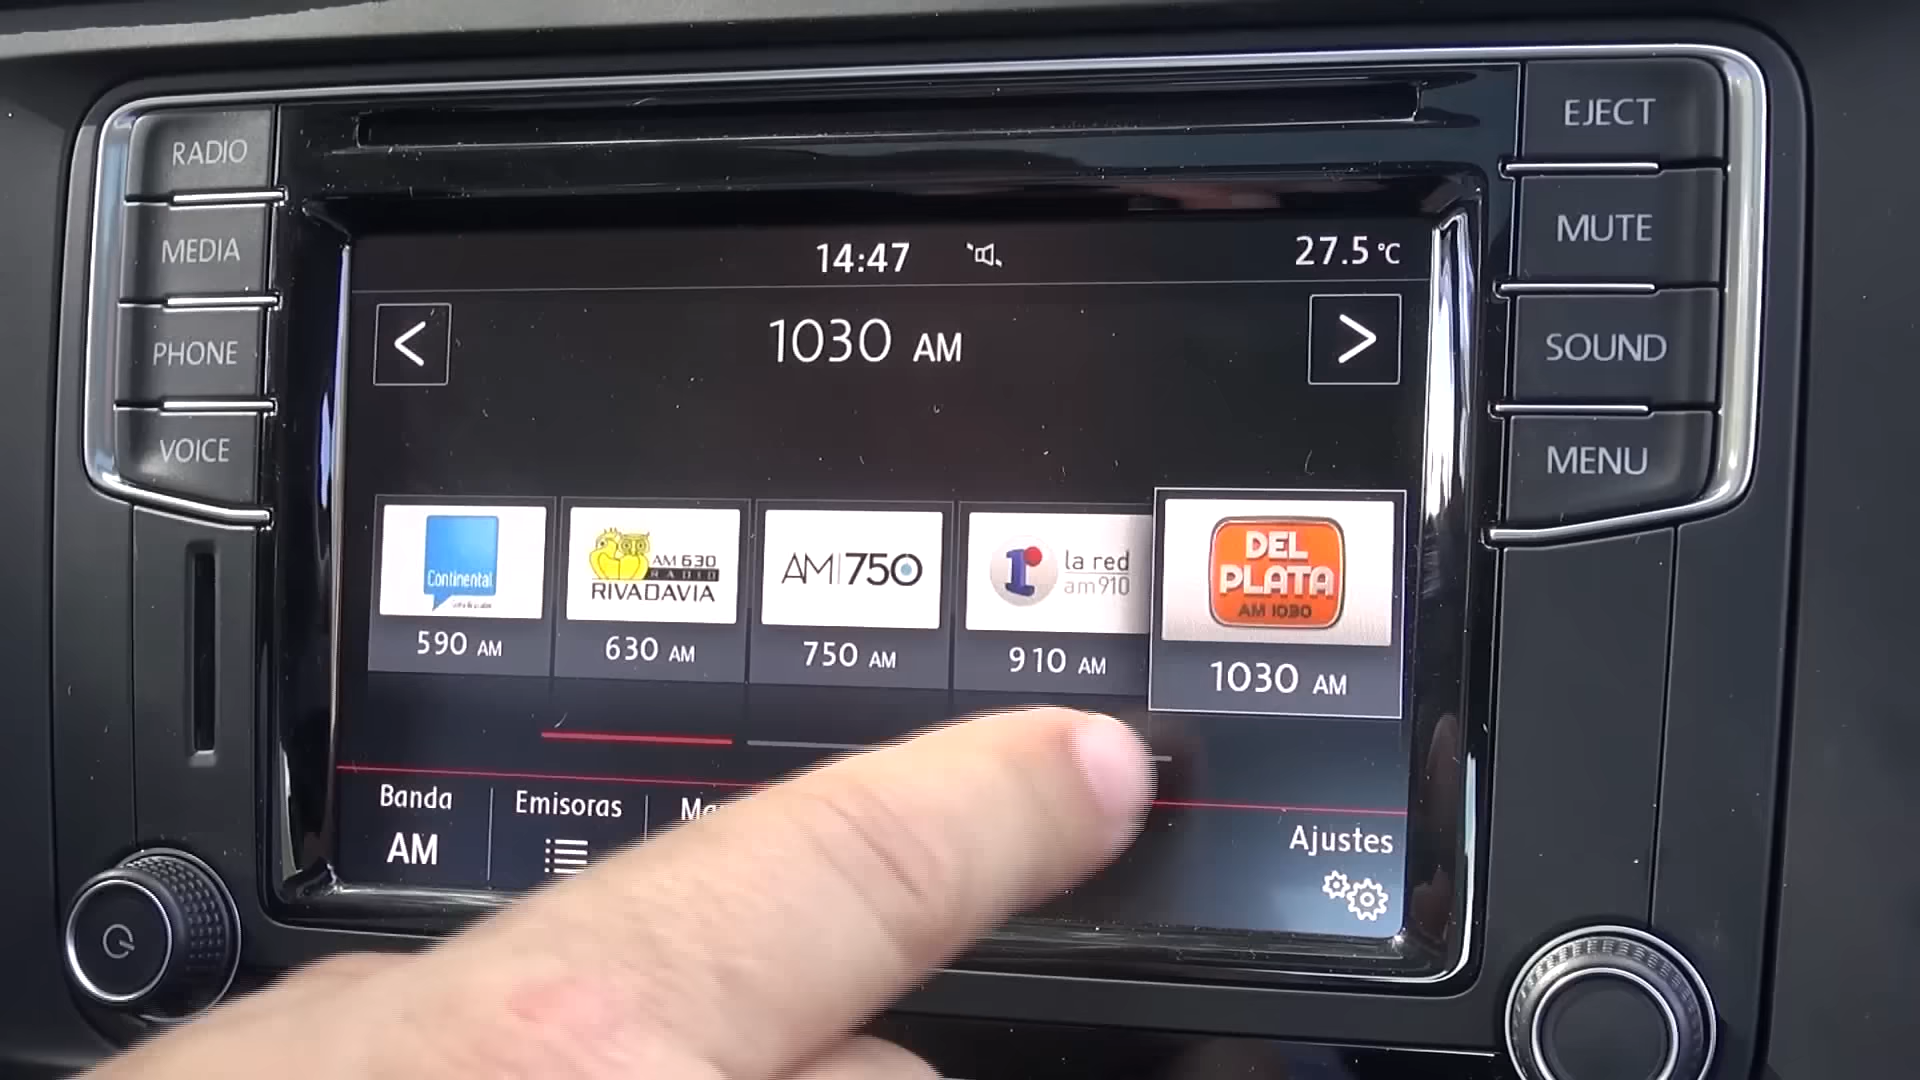 RADIO
MEDIA
PHONE
VOICE
EJECT
MUTE
SOUND
MENU
14:47
27.5 °C
<
1030 AM
>
Continental
590 AM
AM 630
RADIO
RIVADAVIA
630 AM
AM|750
750 AM
1
la red
am910
910 AM
DEL
PLATA
AM 1030
1030 AM
Banda
AM
Emisoras
Ajustes